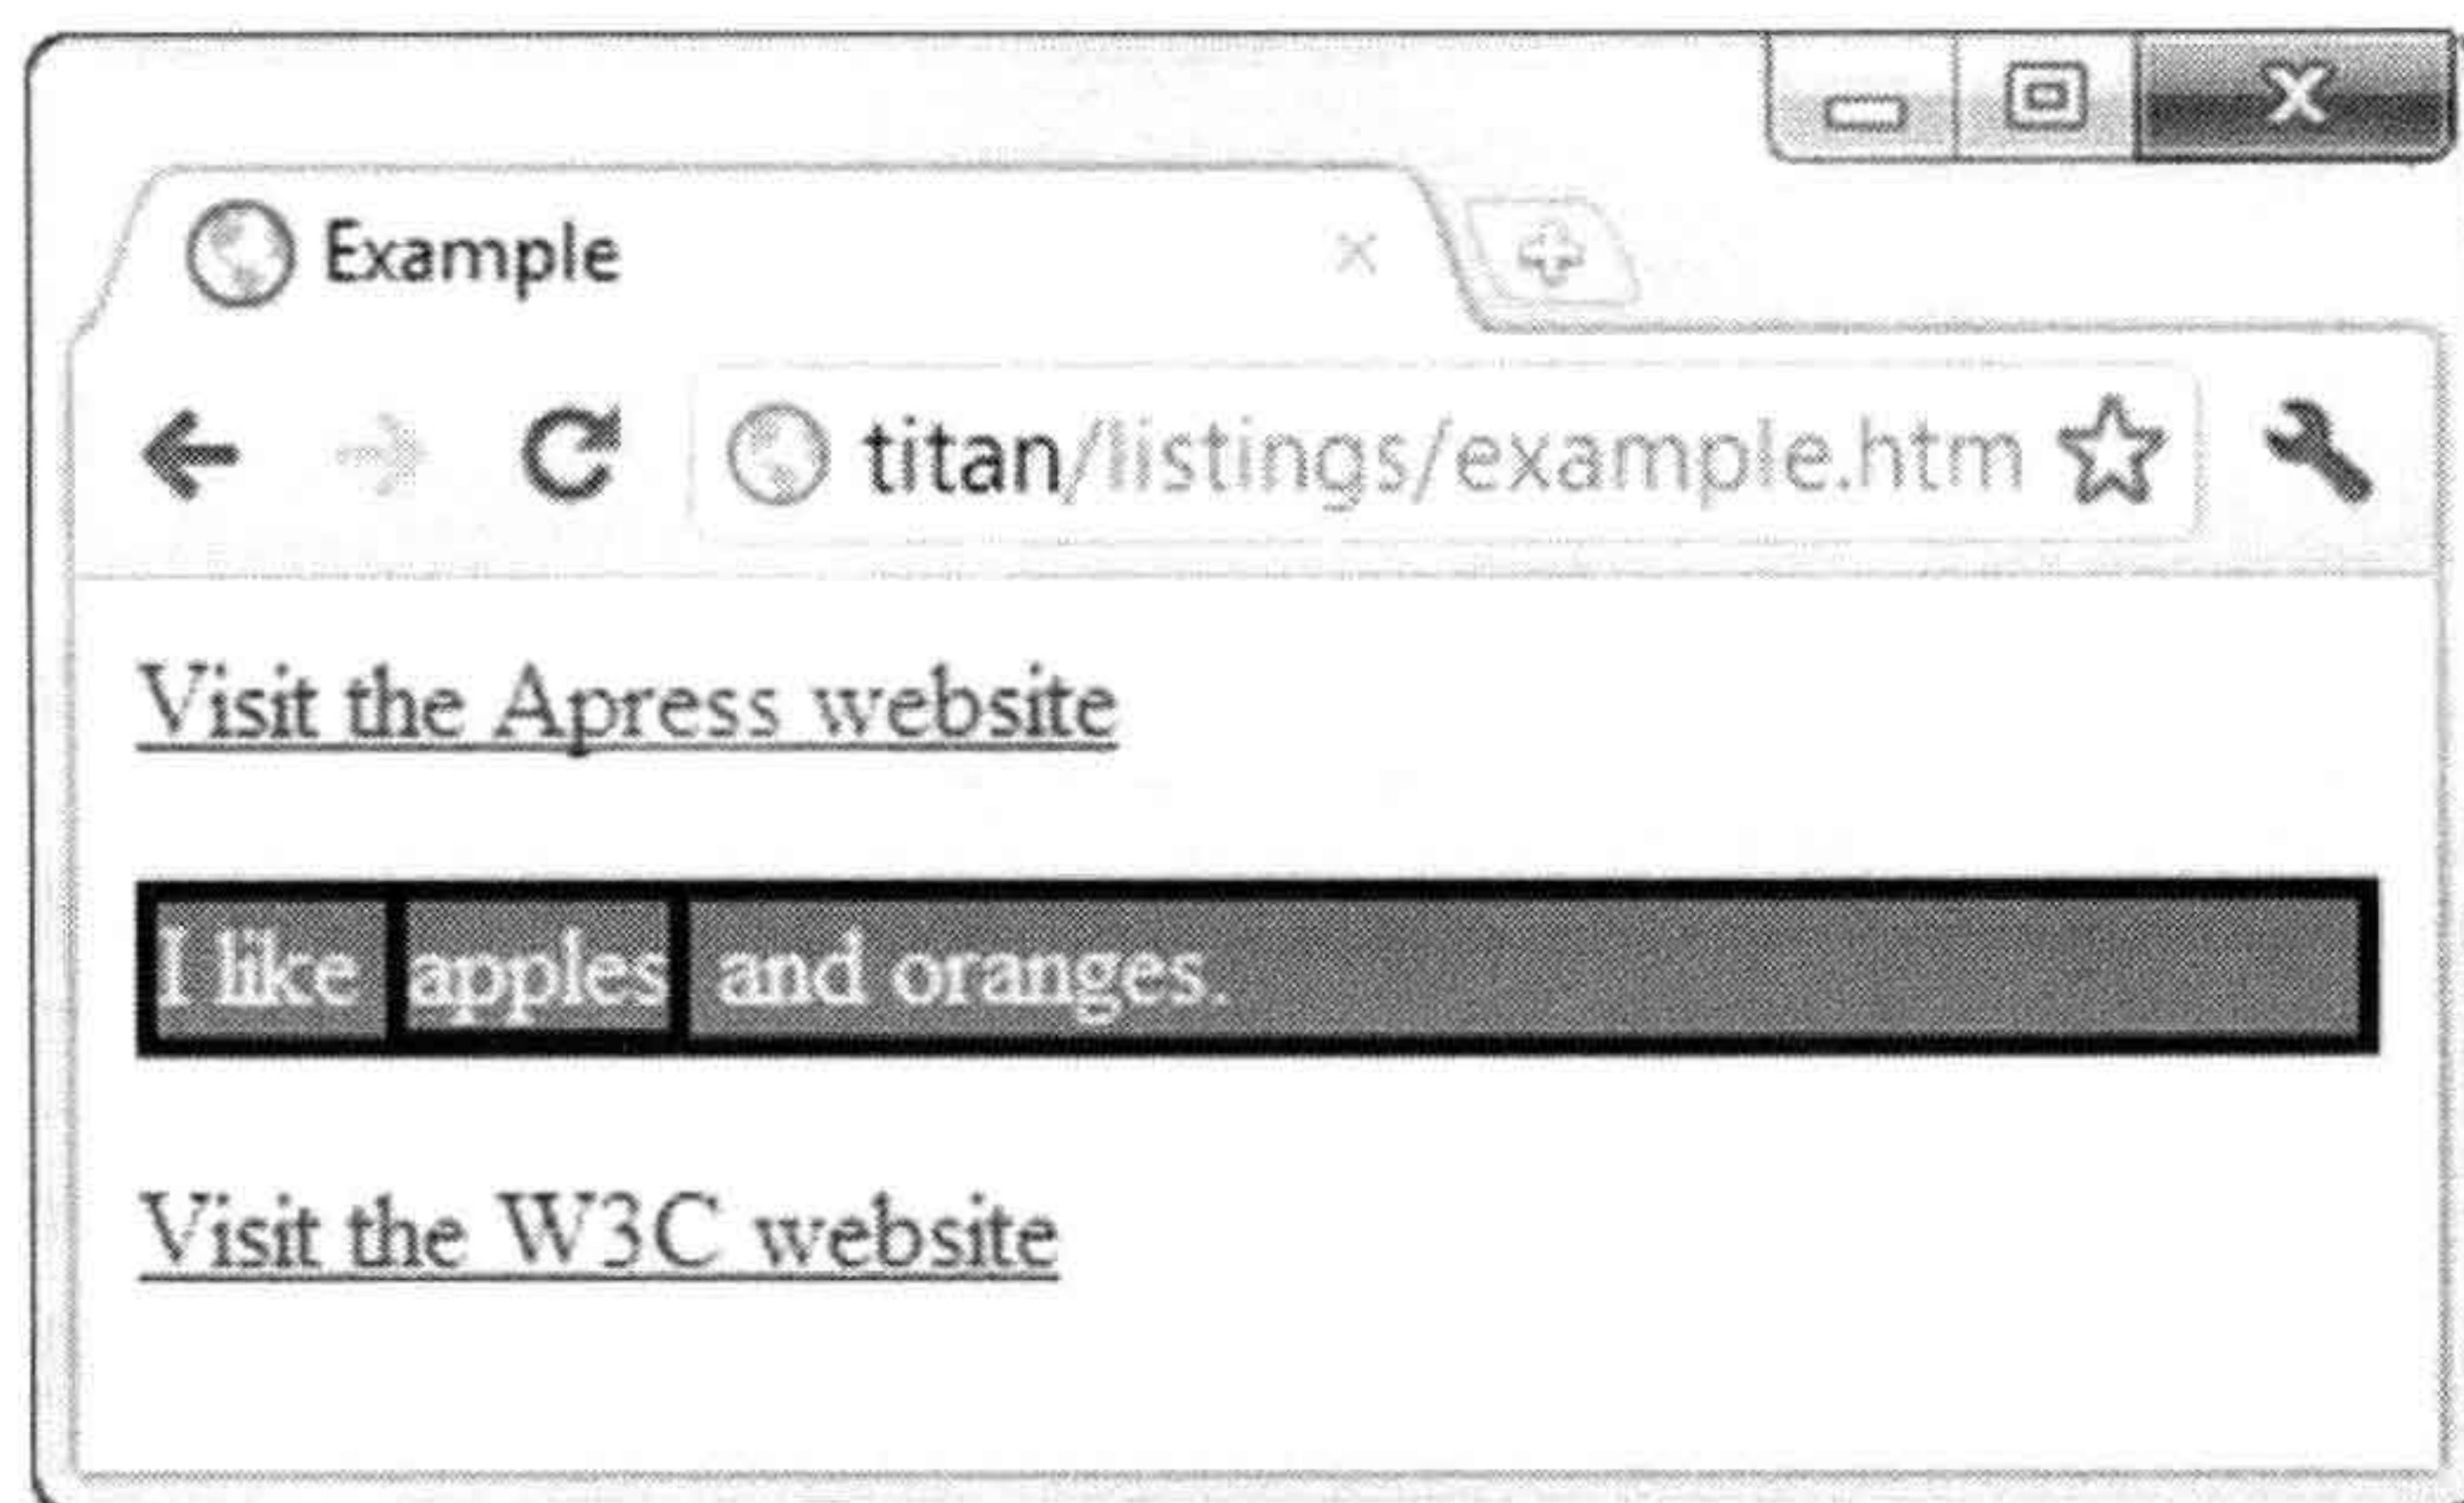 Example
titan/listings/example.htm
Visit the Apress website
I like apples and oranges.
Visit the W3C website